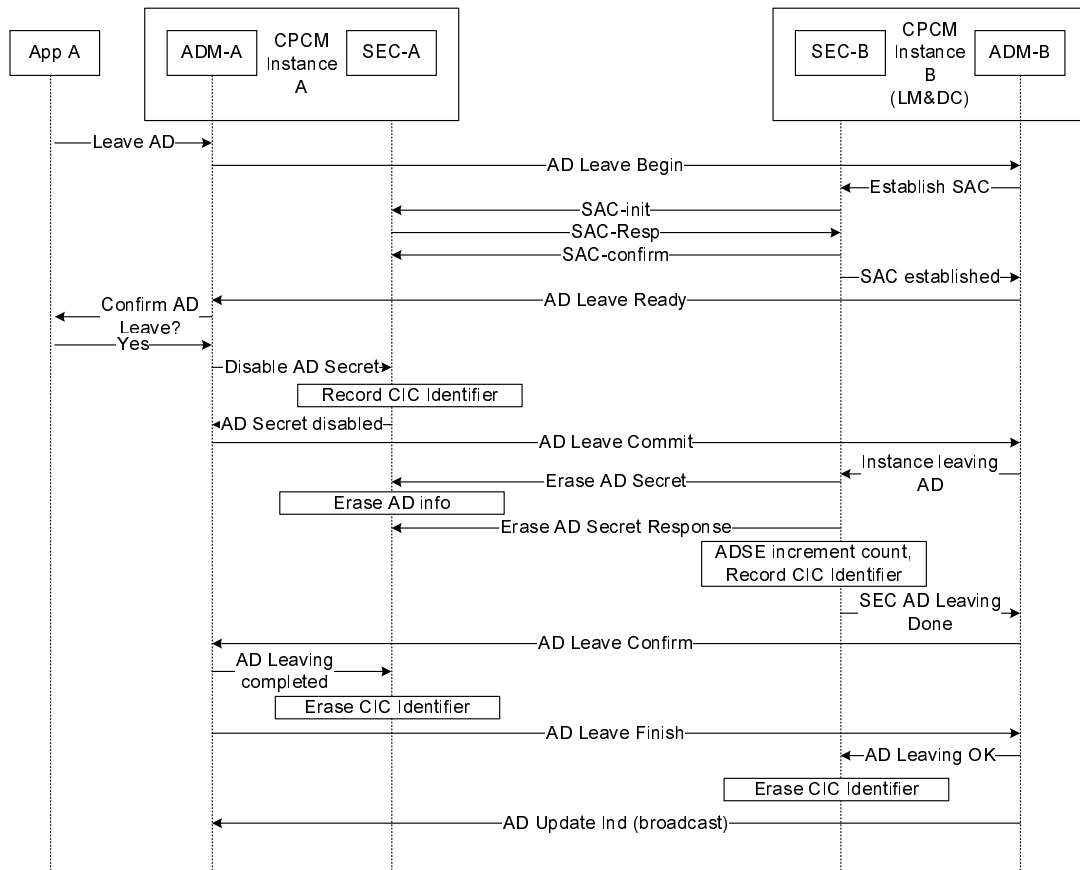 App A
ADM-A
CPCM
Instance
A
SEC-A
SEC-B
CPCM
Instance
B
(LM&DC)
ADM-B
Leave AD
AD Leave Begin
Establish SAC
SAC-init
SAC-Resp
SAC-confirm
SAC established
AD Leave Ready
Confirm AD
Leave?
Yes
Disable AD Secret
Record CIC Identifier
AD Secret disabled
AD Leave Commit
Instance leaving
AD
Erase AD Secret
Erase AD info
Erase AD Secret Response
ADSE increment count,
Record CIC Identifier
SEC AD Leaving
Done
AD Leave Confirm
AD Leaving
completed
Erase CIC Identifier
AD Leave Finish
AD Leaving OK
Erase CIC Identifier
AD Update Ind (broadcast)